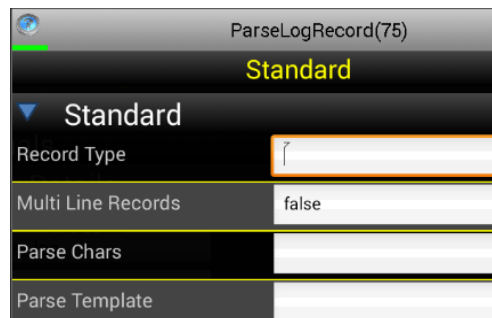 ParseLogRecord(75)
Standard
Standard
Record Type
Multi Line Records
false
Parse Chars
Parse Template